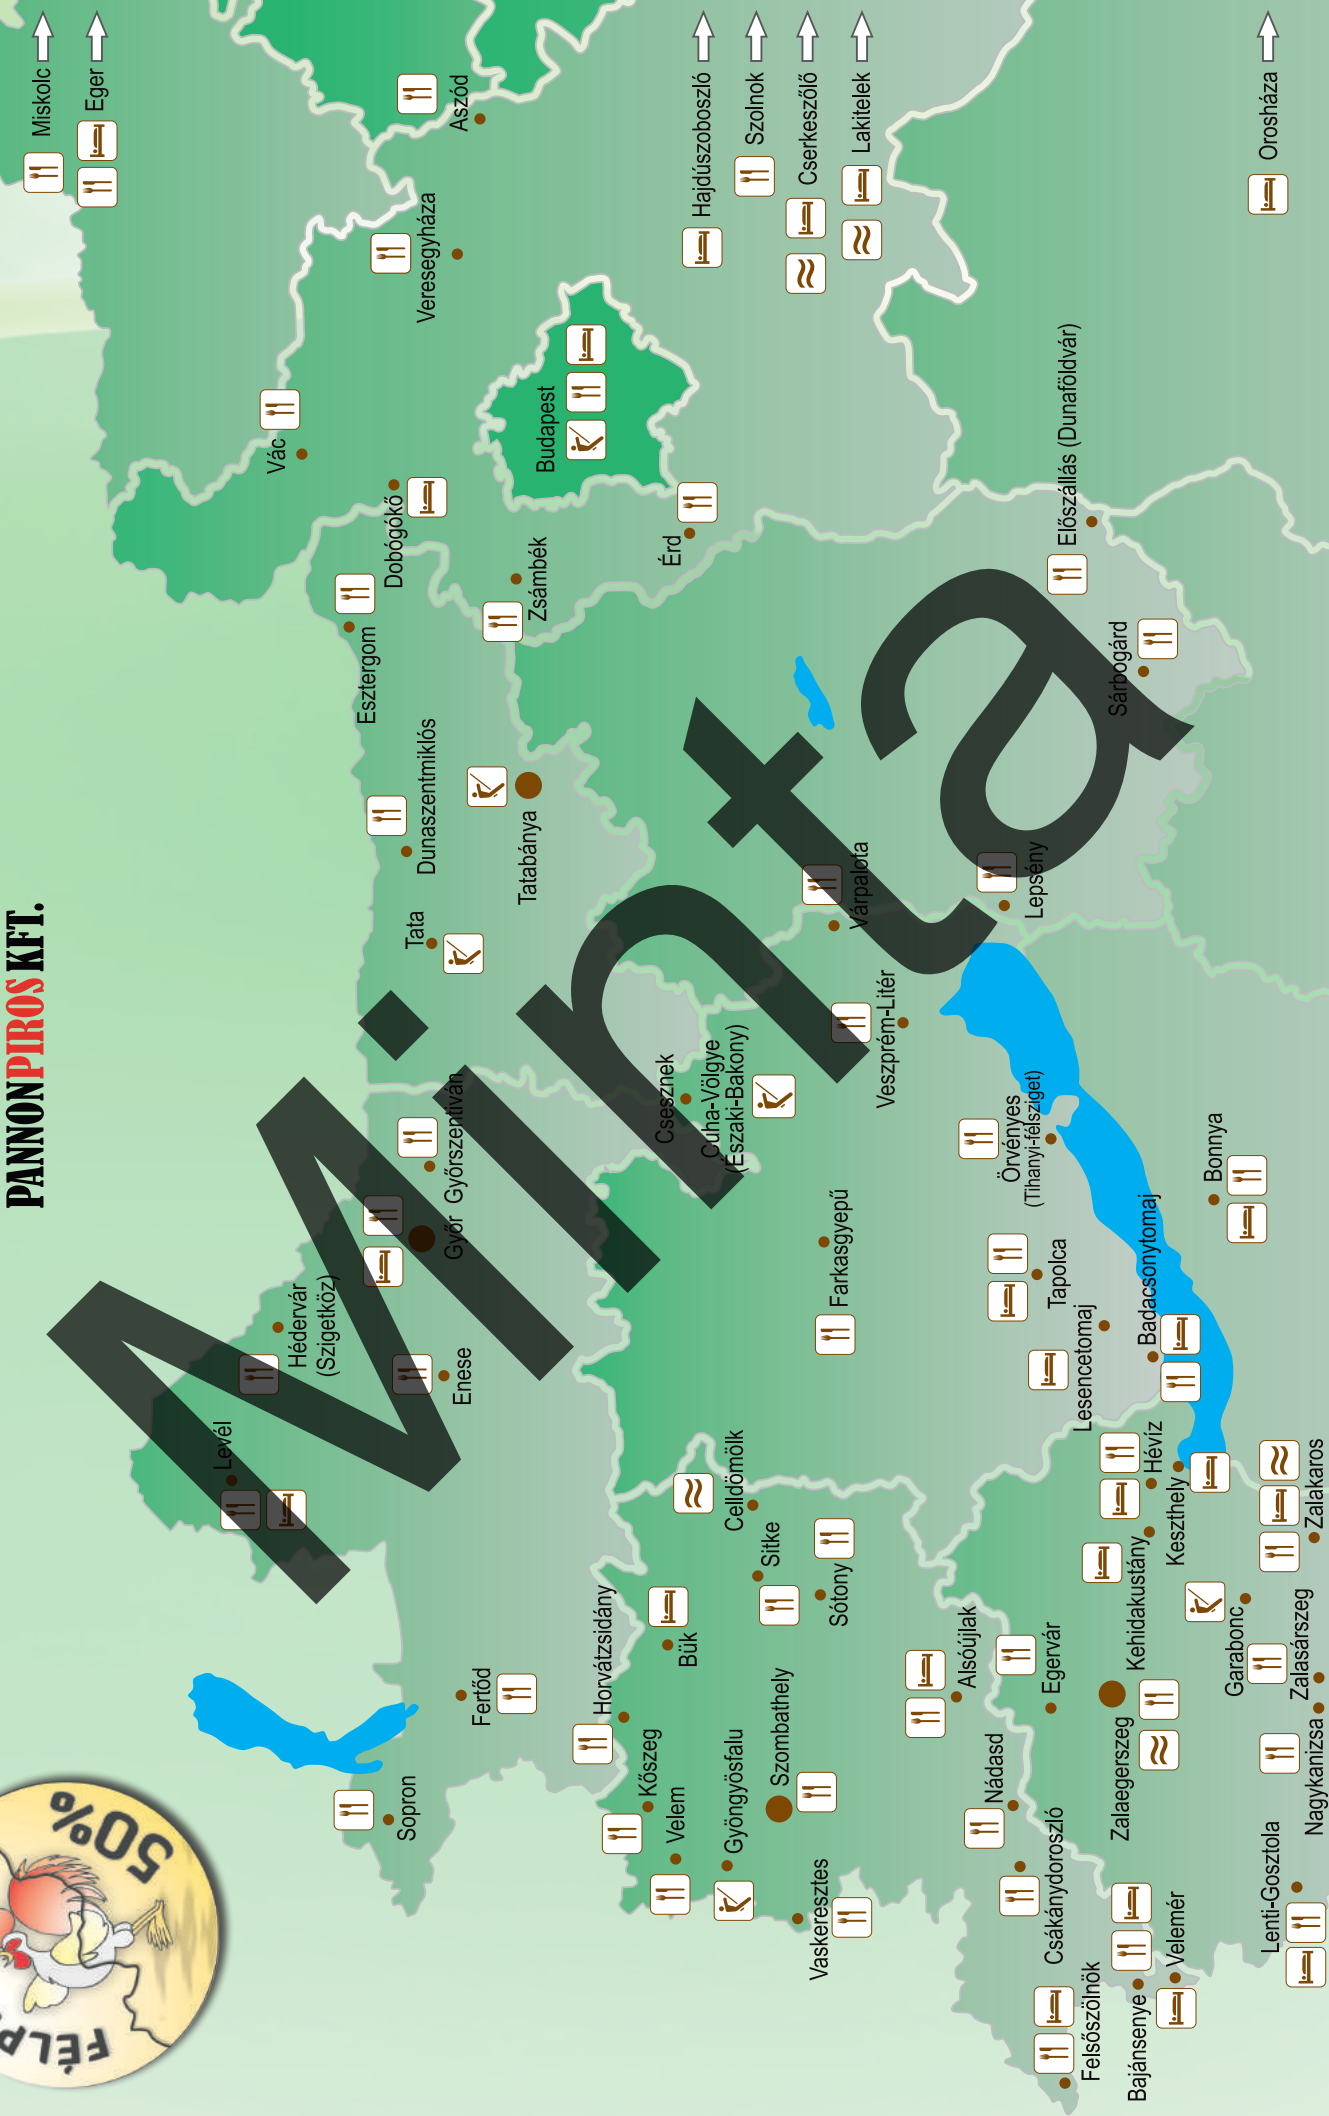 PANNONPIROS KFT.
FÉLP
50%
Minta
Miskolc
Eger
Aszód
Veresegyháza
Vác
Dobógókő
Esztergom
Zsámbék
Budapest
Érd
Hajdúszoboszló
Szolnok
Cserkeszőlő
Lakitelek
Orosháza
Előszállás (Dunaföldvár)
Sárbogárd
Dunaszentmiklós
Tatabánya
Tata
Várpalota
Lepsény
Veszprém-Litér
Csesznek
Cuha-Völgye
(Északi-Bakony)
Győrszentiván
Győr
Hédervár
(Szigetköz)
Enese
Levél
Farkasgyepű
Örvényes
(Tihanyi-félsziget)
Tapolca
Lesencetomaj
Badacsonytomaj
Bonnya
Celldömölk
Sitke
Sótony
Hévíz
Keszthely
Kehidakustány
Zalakaros
Garabonc
Zalasárszeg
Nagykanizsa
Fertőd
Sopron
Horvátzsidány
Bük
Kőszeg
Velem
Gyöngyösfalu
Szombathely
Vaskeresztes
Alsóújlak
Egervár
Nádasd
Zalaegerszeg
Csákánydoroszló
Felsőszölnök
Bajánsenye
Velemér
Lenti-Gosztola